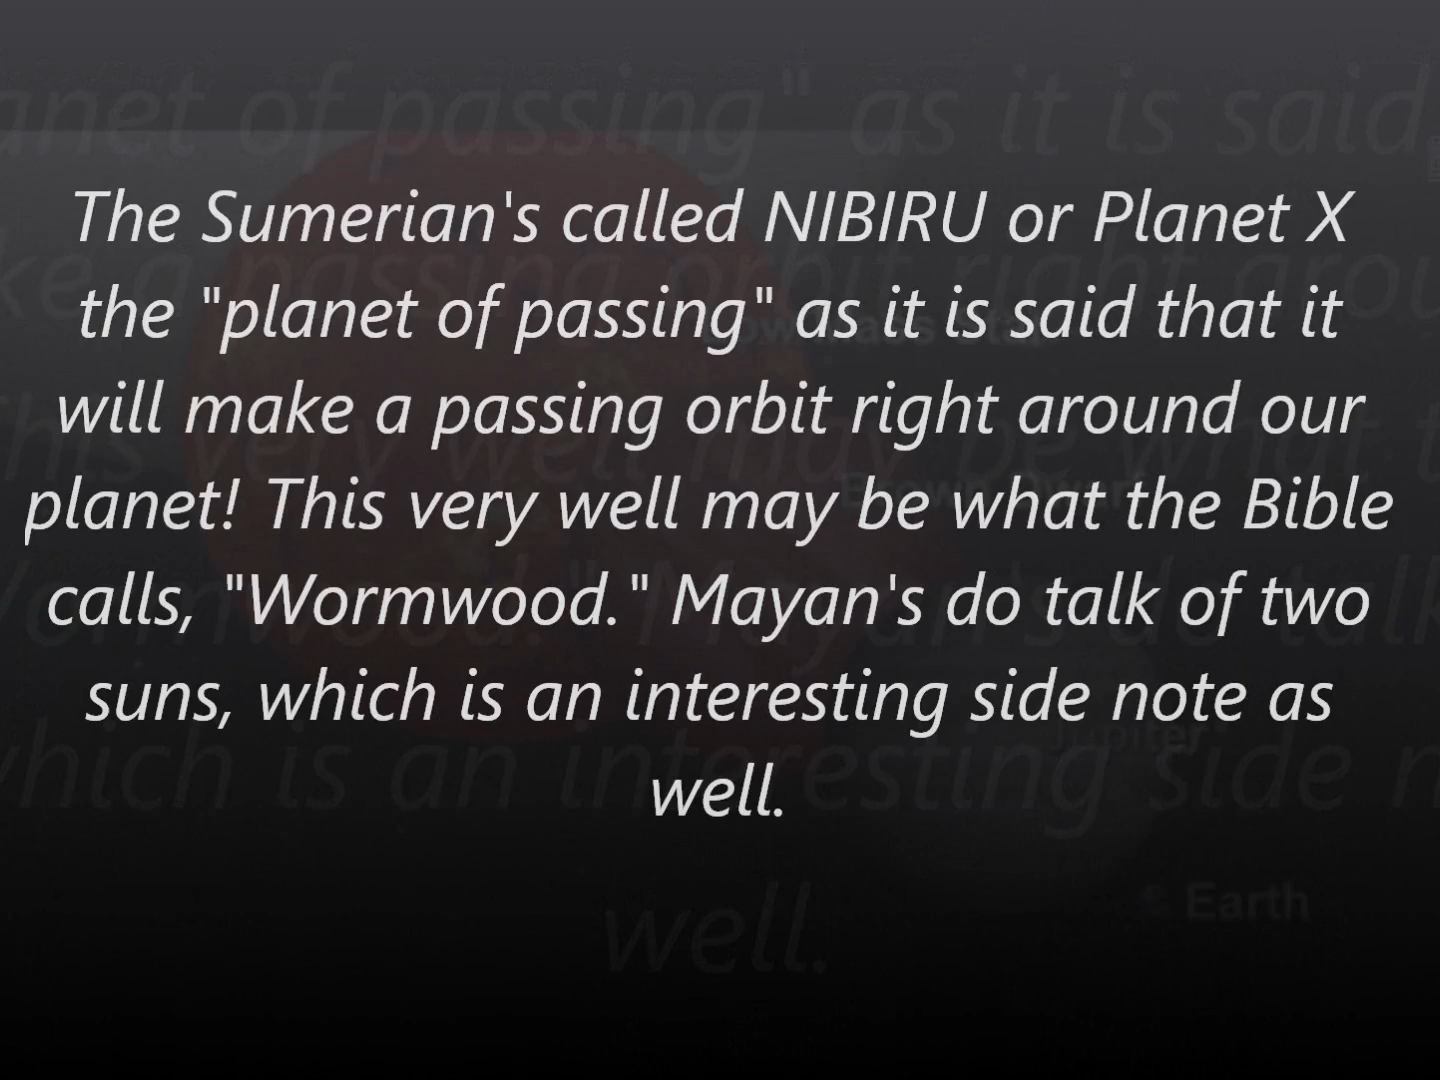 The Sumerian's called NIBIRU or Planet X
the "planet of passing" as it is said that it
will make a passing orbit right around our
planet! This very well may be what the Bible
calls, "Wormwood." Mayan's do talk of two
suns, which is an interesting side note as
well.
Jupiter
Earth